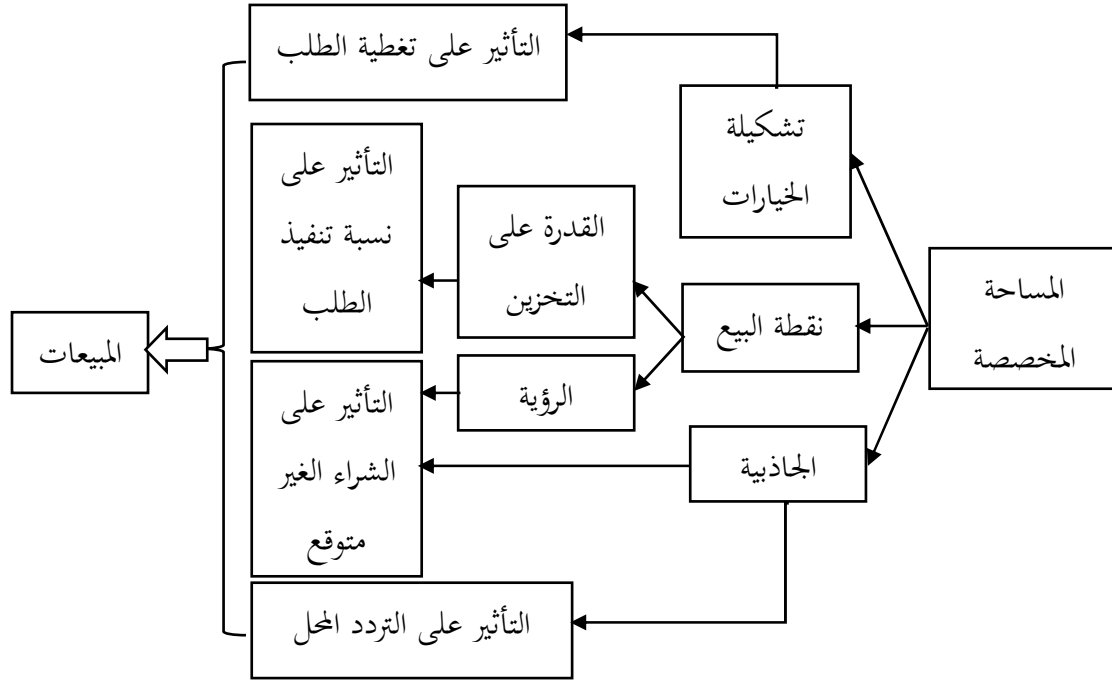 التأثير على تغطية الطلب
تشكيلة
الخيارات
المساحة
المخصصة
نقطة البيع
القدرة على
التخزين
الرؤية
الجاذبية
التأثير على
نسبة تنفيذ
الطلب
التأثير على
الشراء الغير
متوقع
التأثير على التردد المحل
المبيعات